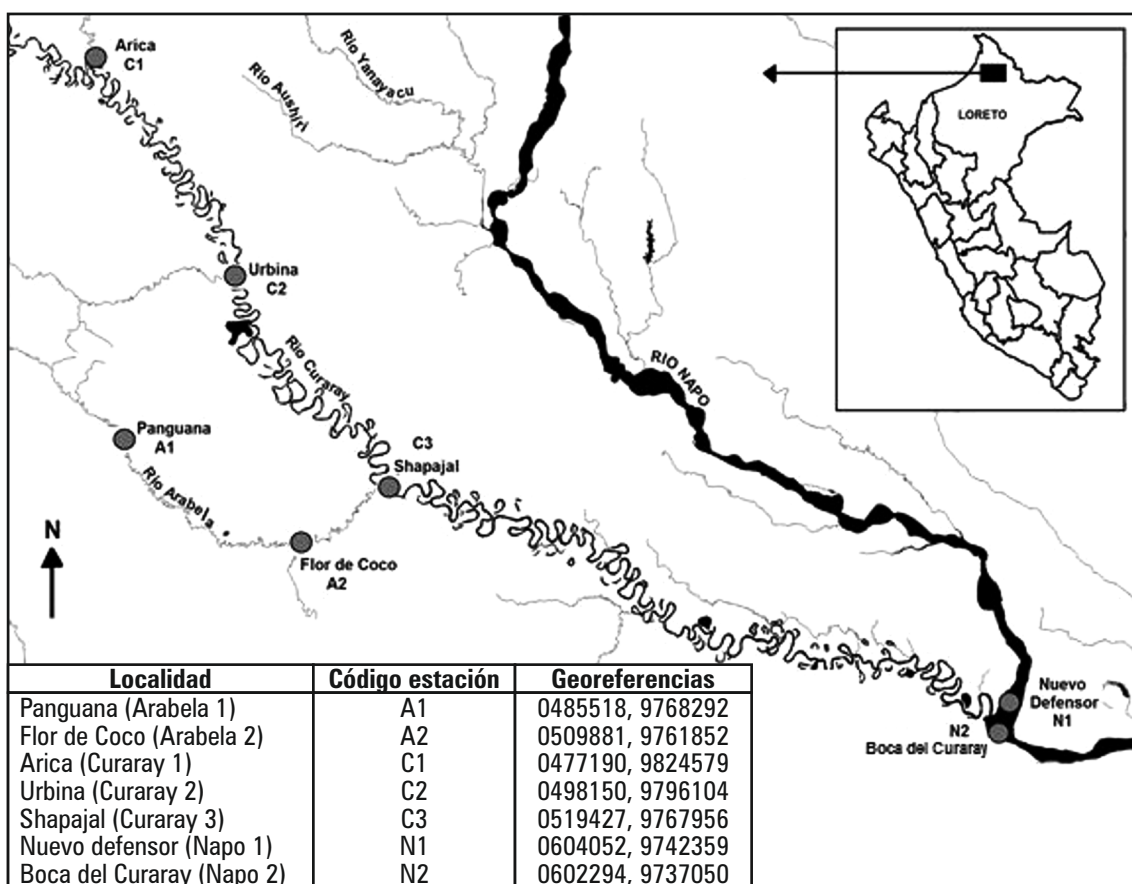 Arica
C1
Río Yanayacu
Río Aushiri
LORETO
Urbina
C2
Río Curaray
RIO NAPO
Panguana
A1
C3
Shapajal
Río Arabela
N
Flor de Coco
A2
Nuevo
Defensor
N1
N2
Boca del Curaray
Localidad Código estación Georeferencias
Panguana (Arabela 1) A1 0485518, 9768292
Flor de Coco (Arabela 2) A2 0509881, 9761852
Arica (Curaray 1) C1 0477190, 9824579
Urbina (Curaray 2) C2 0498150, 9796104
Shapajal (Curaray 3) C3 0519427, 9767956
Nuevo defensor (Napo 1) N1 0604052, 9742359
Boca del Curaray (Napo 2) N2 0602294, 9737050